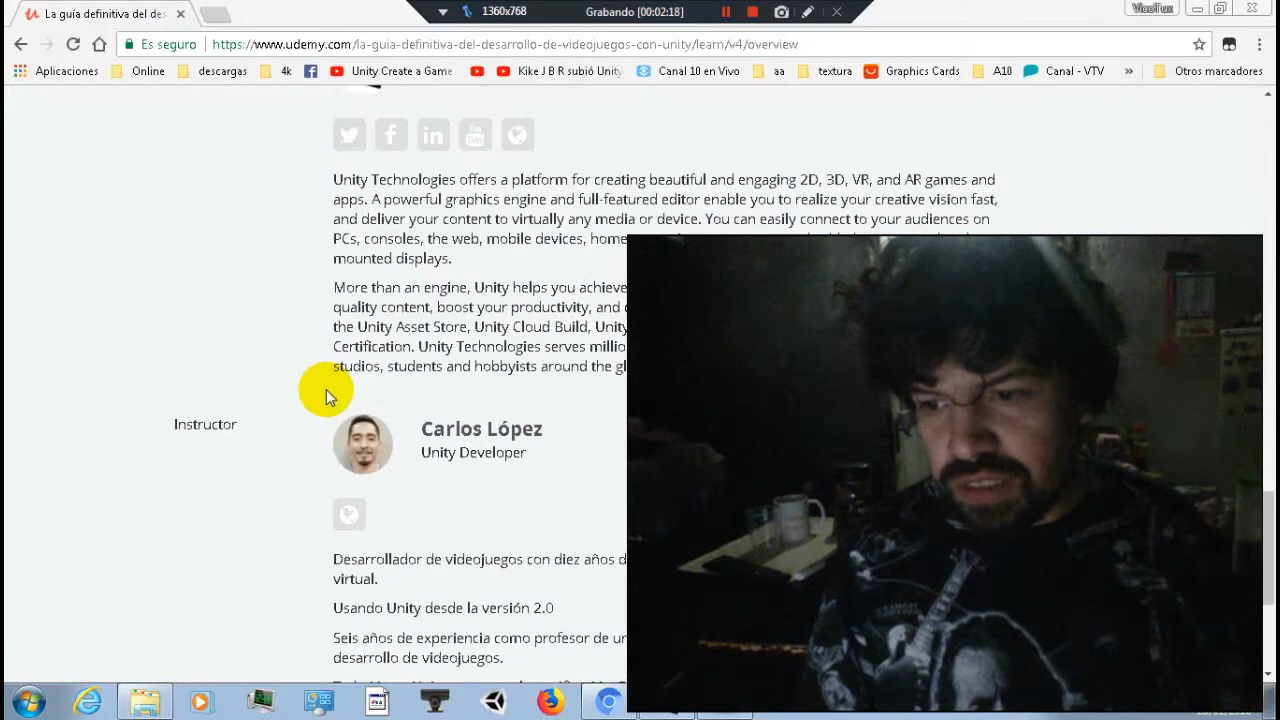 1360x768
Grabando [00:02:18]
VicoTux
La guía definitiva del des
Es seguro
https://www.udemy.com/la-guia-definitiva-del-desarrollo-de-videojuegos-con-unity/learn/v4/overview
Aplicaciones Online descargas 4k Unity Create a Game Kike J B R subió Unity Canal 10 en Vivo aa textura Graphics Cards A10 Canal - VTV » Otros marcadores
Unity Technologies offers a platform for creating beautiful and engaging 2D, 3D, VR, and AR games and
apps. A powerful graphics engine and full-featured editor enable you to realize your creative vision fast,
and deliver your content to virtually any media or device. You can easily connect to your audiences on
PCs, consoles, the web, mobile devices, home
mounted displays.
More than an engine, Unity helps you achieve
quality content, boost your productivity, and
the Unity Asset Store, Unity Cloud Build, Unity
Certification. Unity Technologies serves millio
studios, students and hobbyists around the gl
Instructor
Carlos López
Unity Developer
Desarrollador de videojuegos con diez años d
virtual.
Usando Unity desde la versión 2.0
Seis años de experiencia como profesor de un
desarrollo de videojuegos.